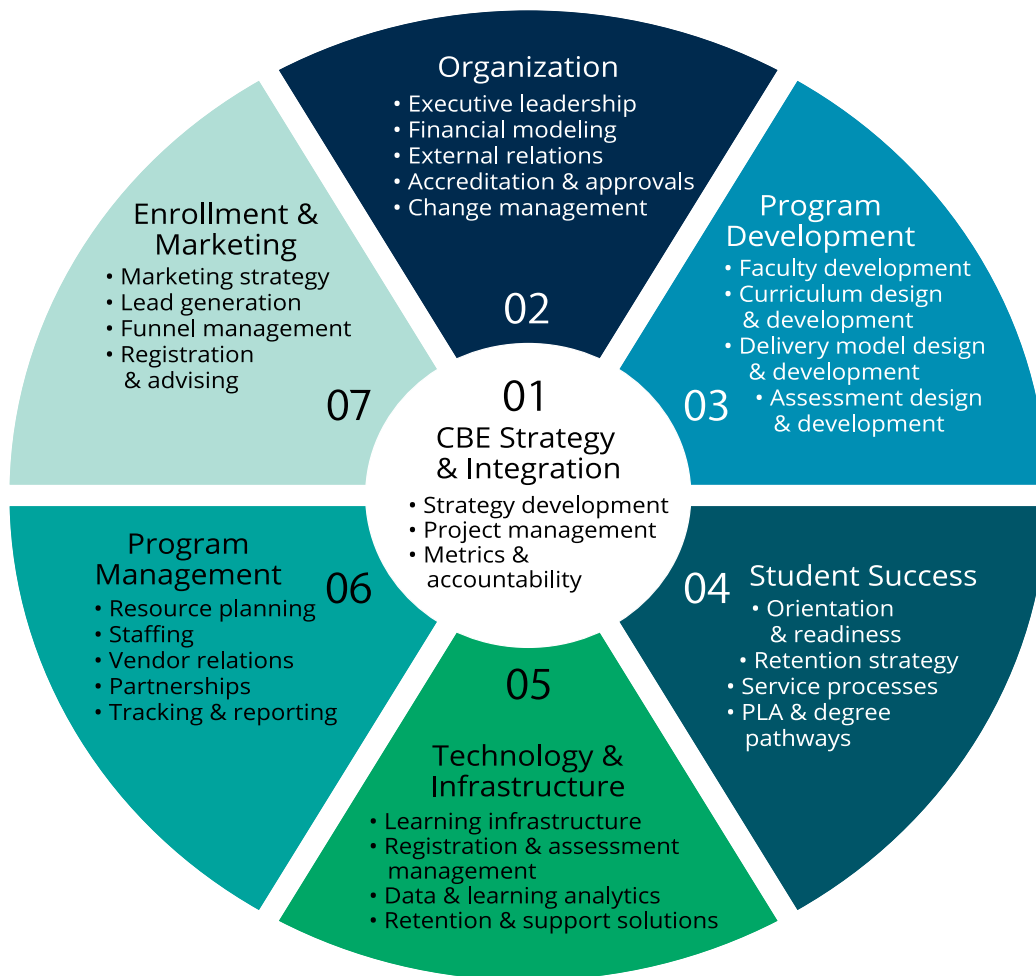 01
CBE Strategy
& Integration
• Strategy development
• Project management
• Metrics &
accountability
Organization
• Executive leadership
• Financial modeling
• External relations
• Accreditation & approvals
• Change management
02
Program
Development
• Faculty development
• Curriculum design
& development
• Delivery model design
& development
• Assessment design
& development
03
04
Student Success
• Orientation
& readiness
• Retention strategy
• Service processes
• PLA & degree
pathways
05
Technology &
Infrastructure
• Learning infrastructure
• Registration & assessment
management
• Data & learning analytics
• Retention & support solutions
Program
Management
06
• Resource planning
• Staffing
• Vendor relations
• Partnerships
• Tracking & reporting
Enrollment &
Marketing
• Marketing strategy
• Lead generation
• Funnel management
• Registration
& advising
07